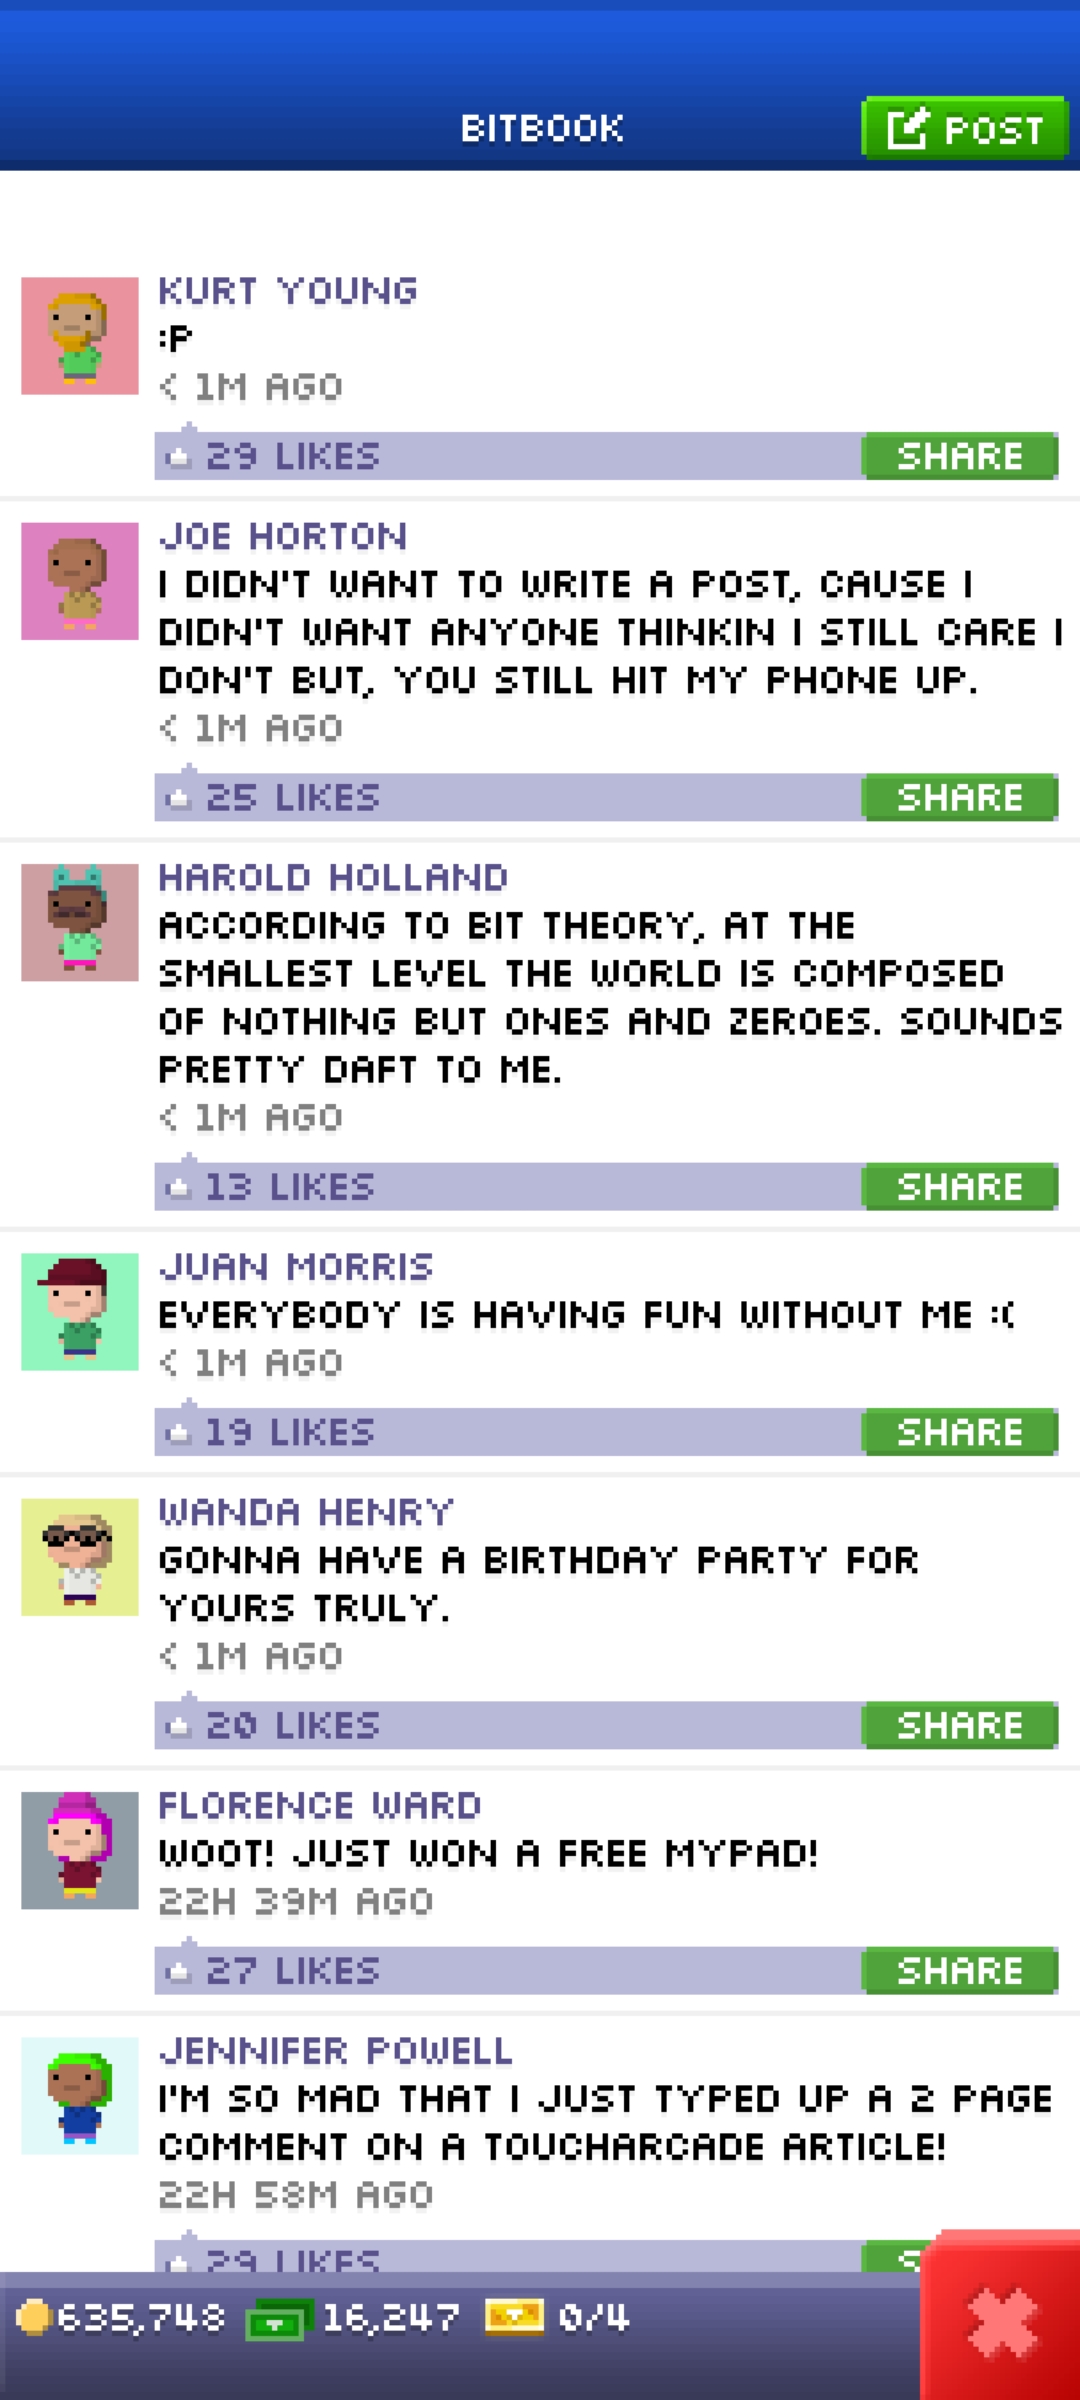 BITBOOK
POST
KURT YOUNG
:P
< 1M AGO
29 LIKES
SHARE
JOE HORTON
I DIDN'T WANT TO WRITE A POST, CAUSE I
DIDN'T WANT ANYONE THINKIN I STILL CARE I
DON'T BUT, YOU STILL HIT MY PHONE UP.
< 1M AGO
25 LIKES
SHARE
HAROLD HOLLAND
ACCORDING TO BIT THEORY, AT THE
SMALLEST LEVEL THE WORLD IS COMPOSED
OF NOTHING BUT ONES AND ZEROES. SOUNDS
PRETTY DAFT TO ME.
< 1M AGO
13 LIKES
SHARE
JUAN MORRIS
EVERYBODY IS HAVING FUN WITHOUT ME :(
< 1M AGO
19 LIKES
SHARE
WANDA HENRY
GONNA HAVE A BIRTHDAY PARTY FOR
YOURS TRULY.
< 1M AGO
20 LIKES
SHARE
FLORENCE WARD
WOOT! JUST WON A FREE MYPAD!
22H 39M AGO
27 LIKES
SHARE
JENNIFER POWELL
I'M SO MAD THAT I JUST TYPED UP A 2 PAGE
COMMENT ON A TOUCHARCADE ARTICLE!
22H 58M AGO
29 LIKES
635,748 16,247 0/4